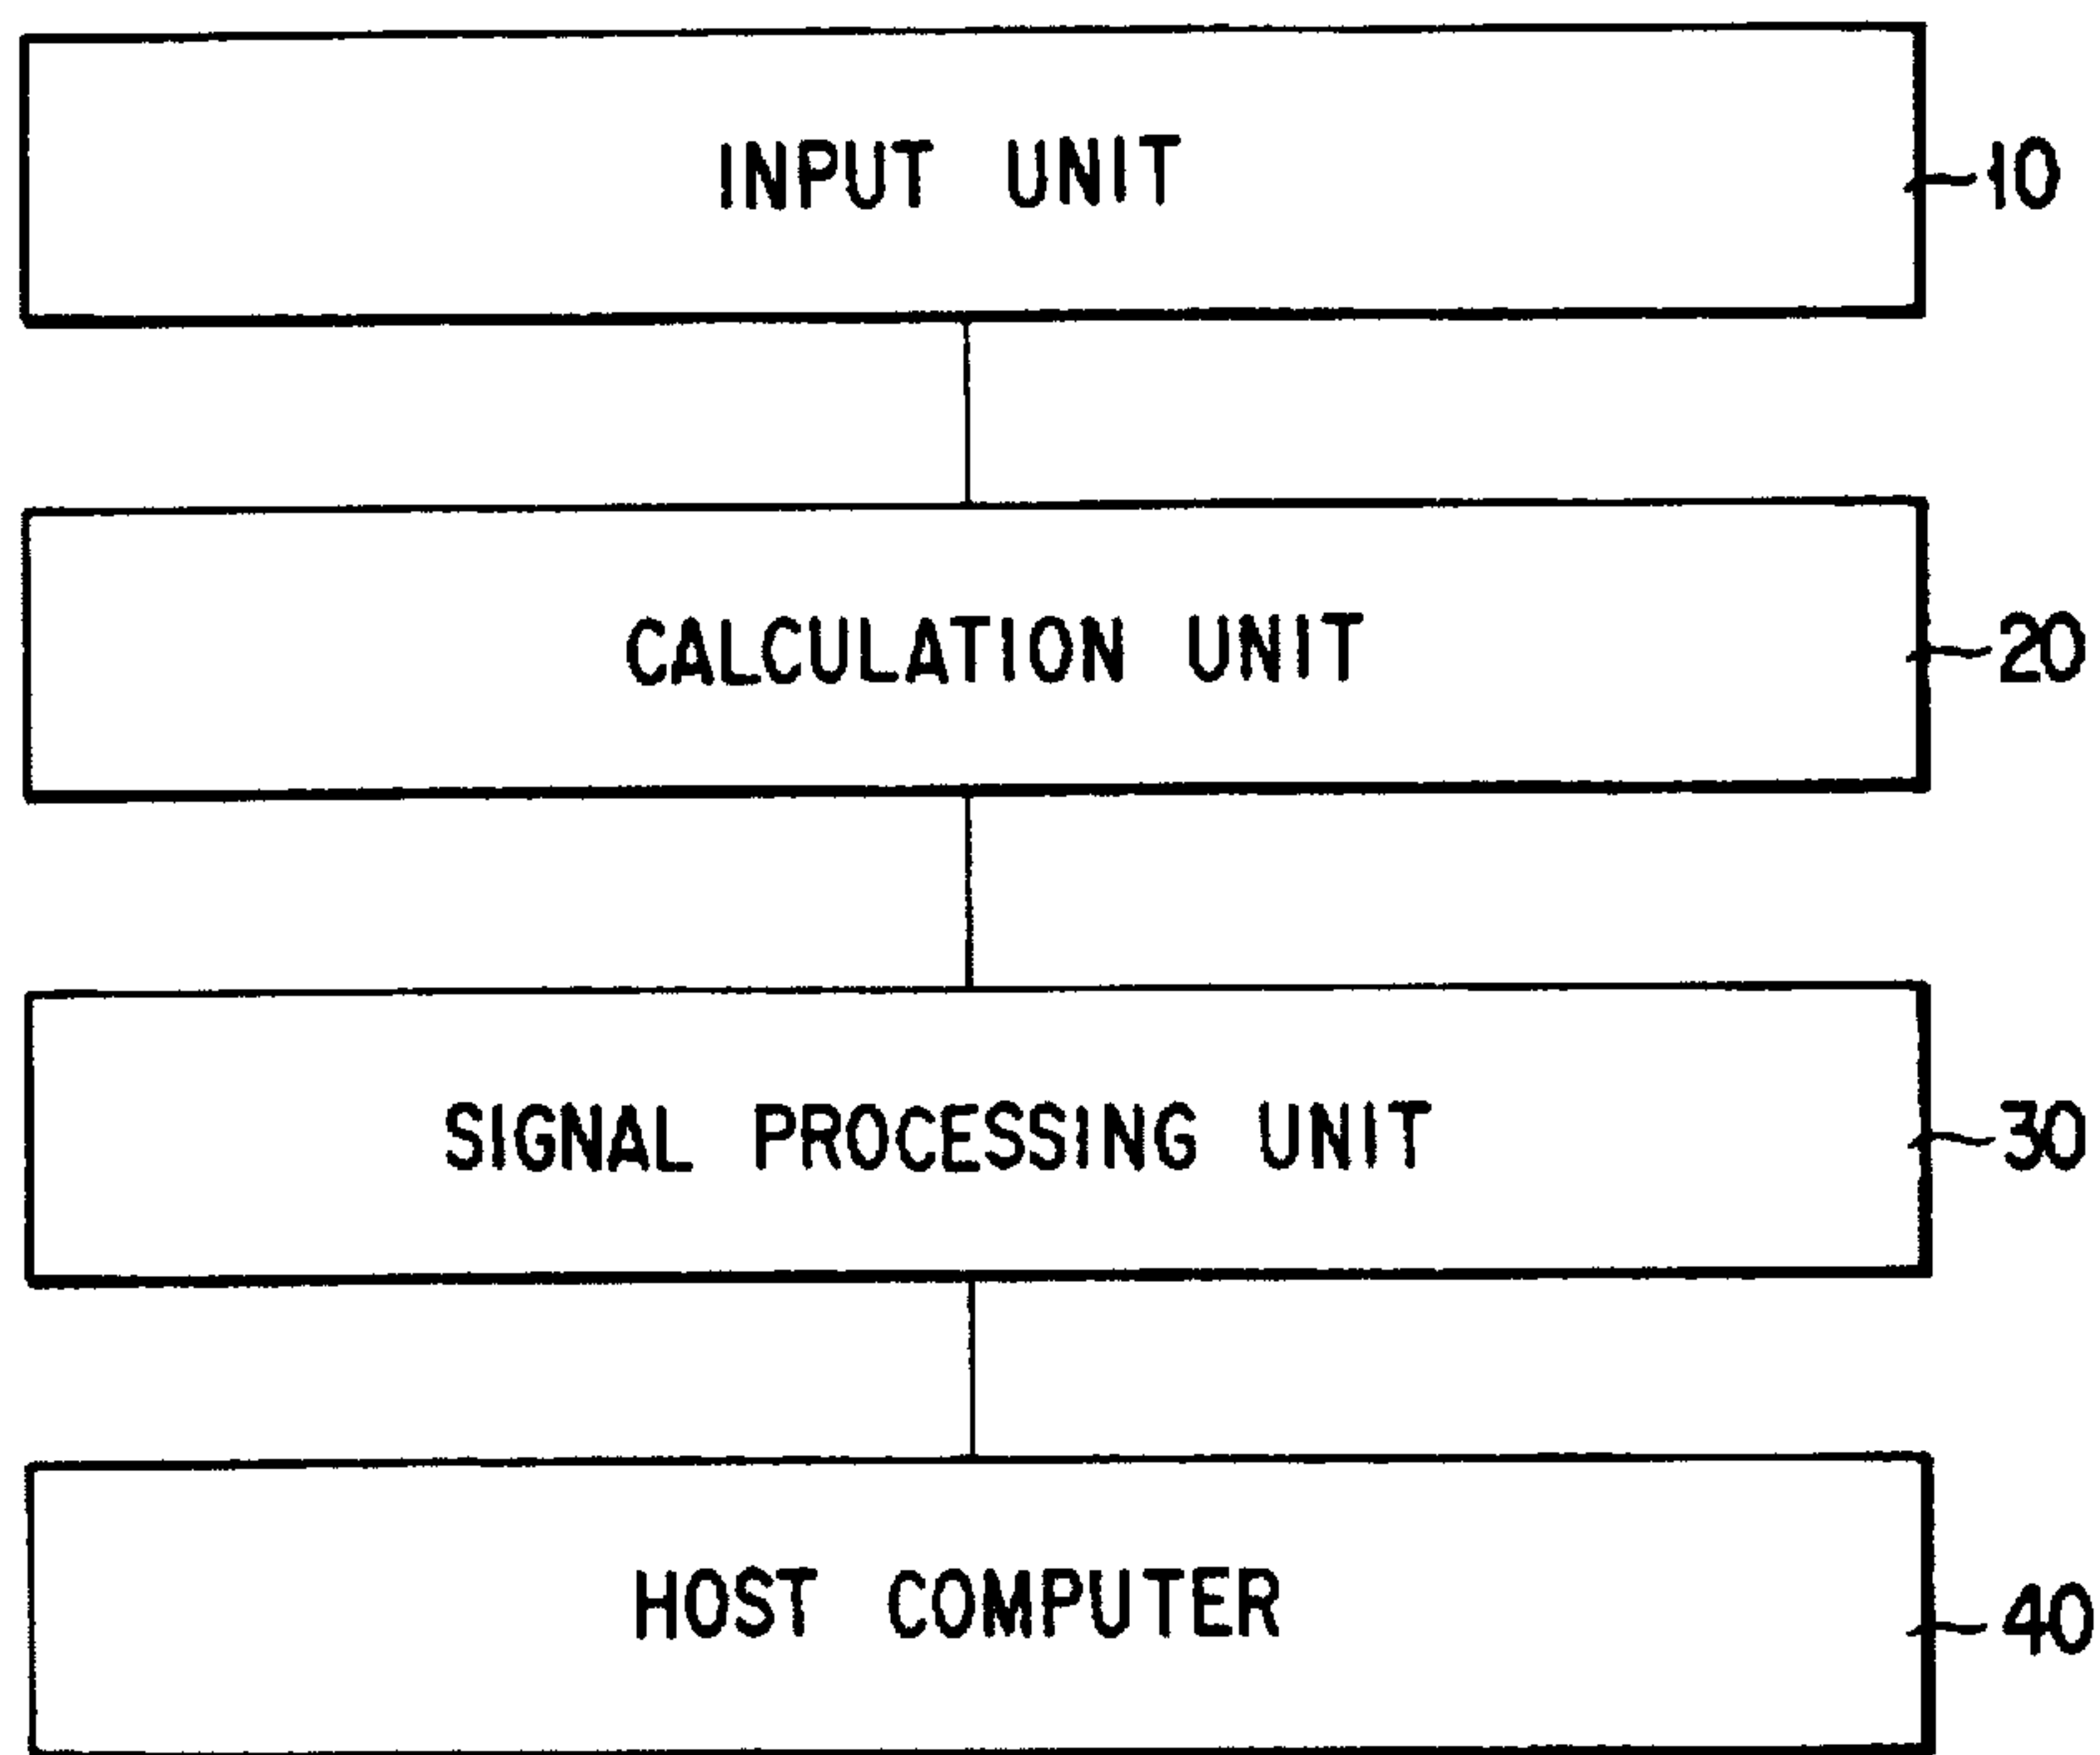 INPUT UNIT
10
CALCULATION UNIT
20
SIGNAL PROCESSING UNIT
30
HOST COMPUTER
40